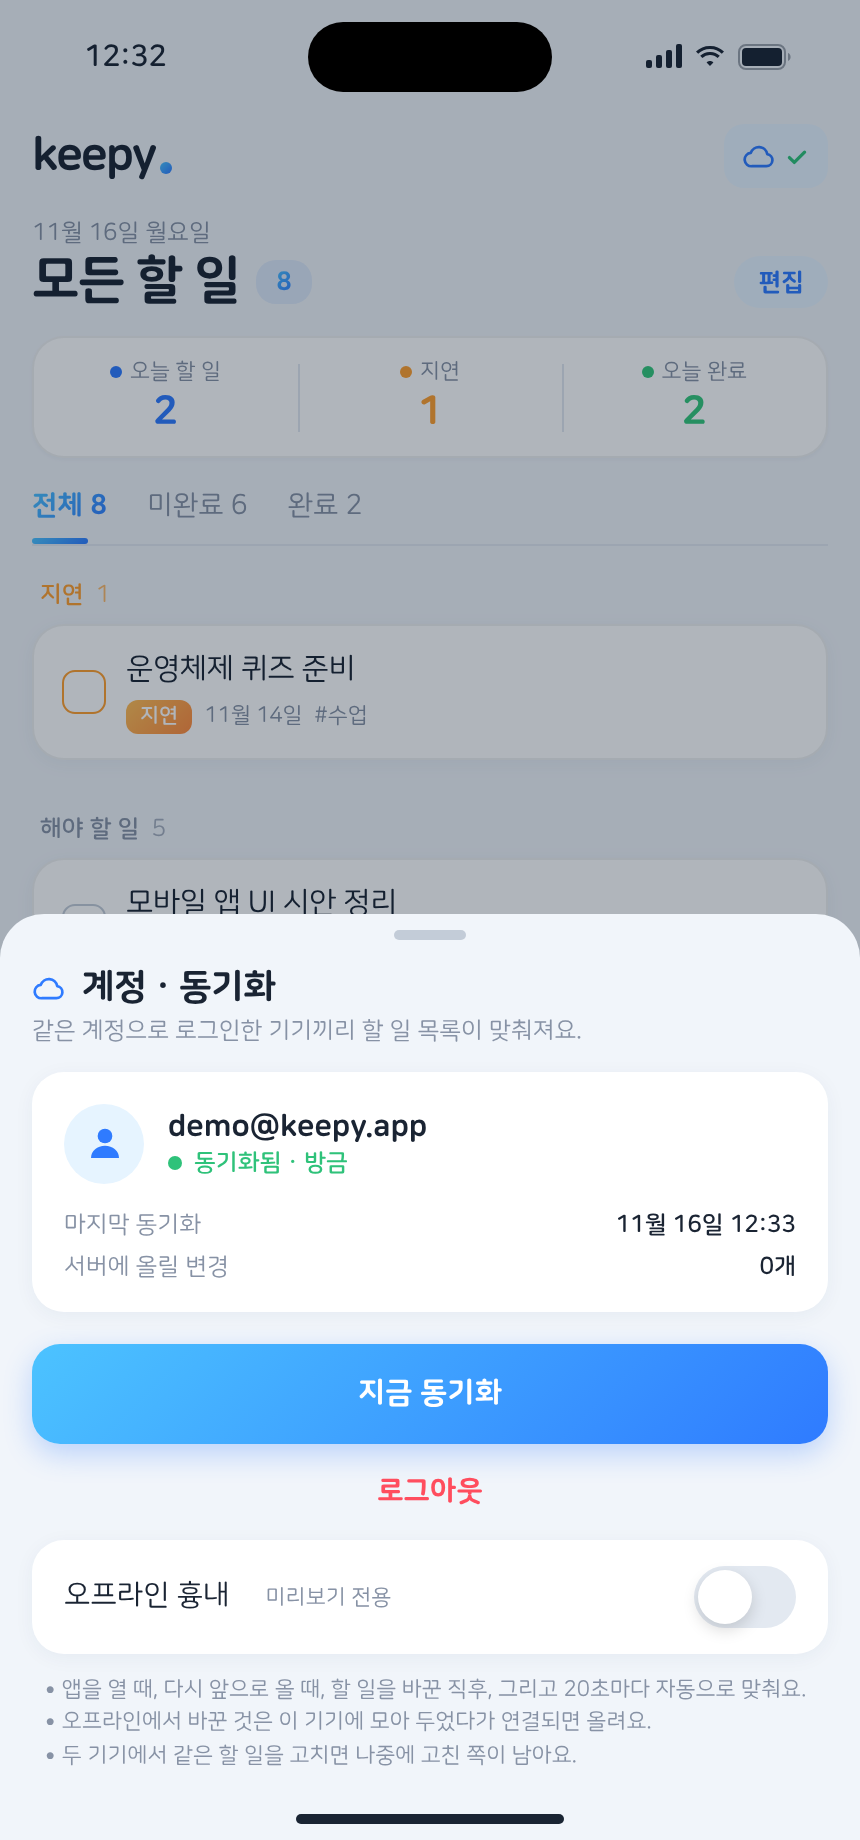 12:32
keepy.
11월 16일 월요일
모든 할 일 8 편집
오늘 할 일 지연 오늘 완료
2 1 2
전체 8 미완료 6 완료 2
지연 1
운영체제 퀴즈 준비
지연 11월 14일 #수업
해야 할 일 5
모바일 앱 UI 시안 정리
계정 · 동기화
같은 계정으로 로그인한 기기끼리 할 일 목록이 맞춰져요.
demo@keepy.app
동기화됨 · 방금
마지막 동기화 11월 16일 12:33
서버에 올릴 변경 0개
지금 동기화
로그아웃
오프라인 흉내 미리보기 전용
• 앱을 열 때, 다시 앞으로 올 때, 할 일을 바꾼 직후, 그리고 20초마다 자동으로 맞춰요.
• 오프라인에서 바꾼 것은 이 기기에 모아 두었다가 연결되면 올려요.
• 두 기기에서 같은 할 일을 고치면 나중에 고친 쪽이 남아요.